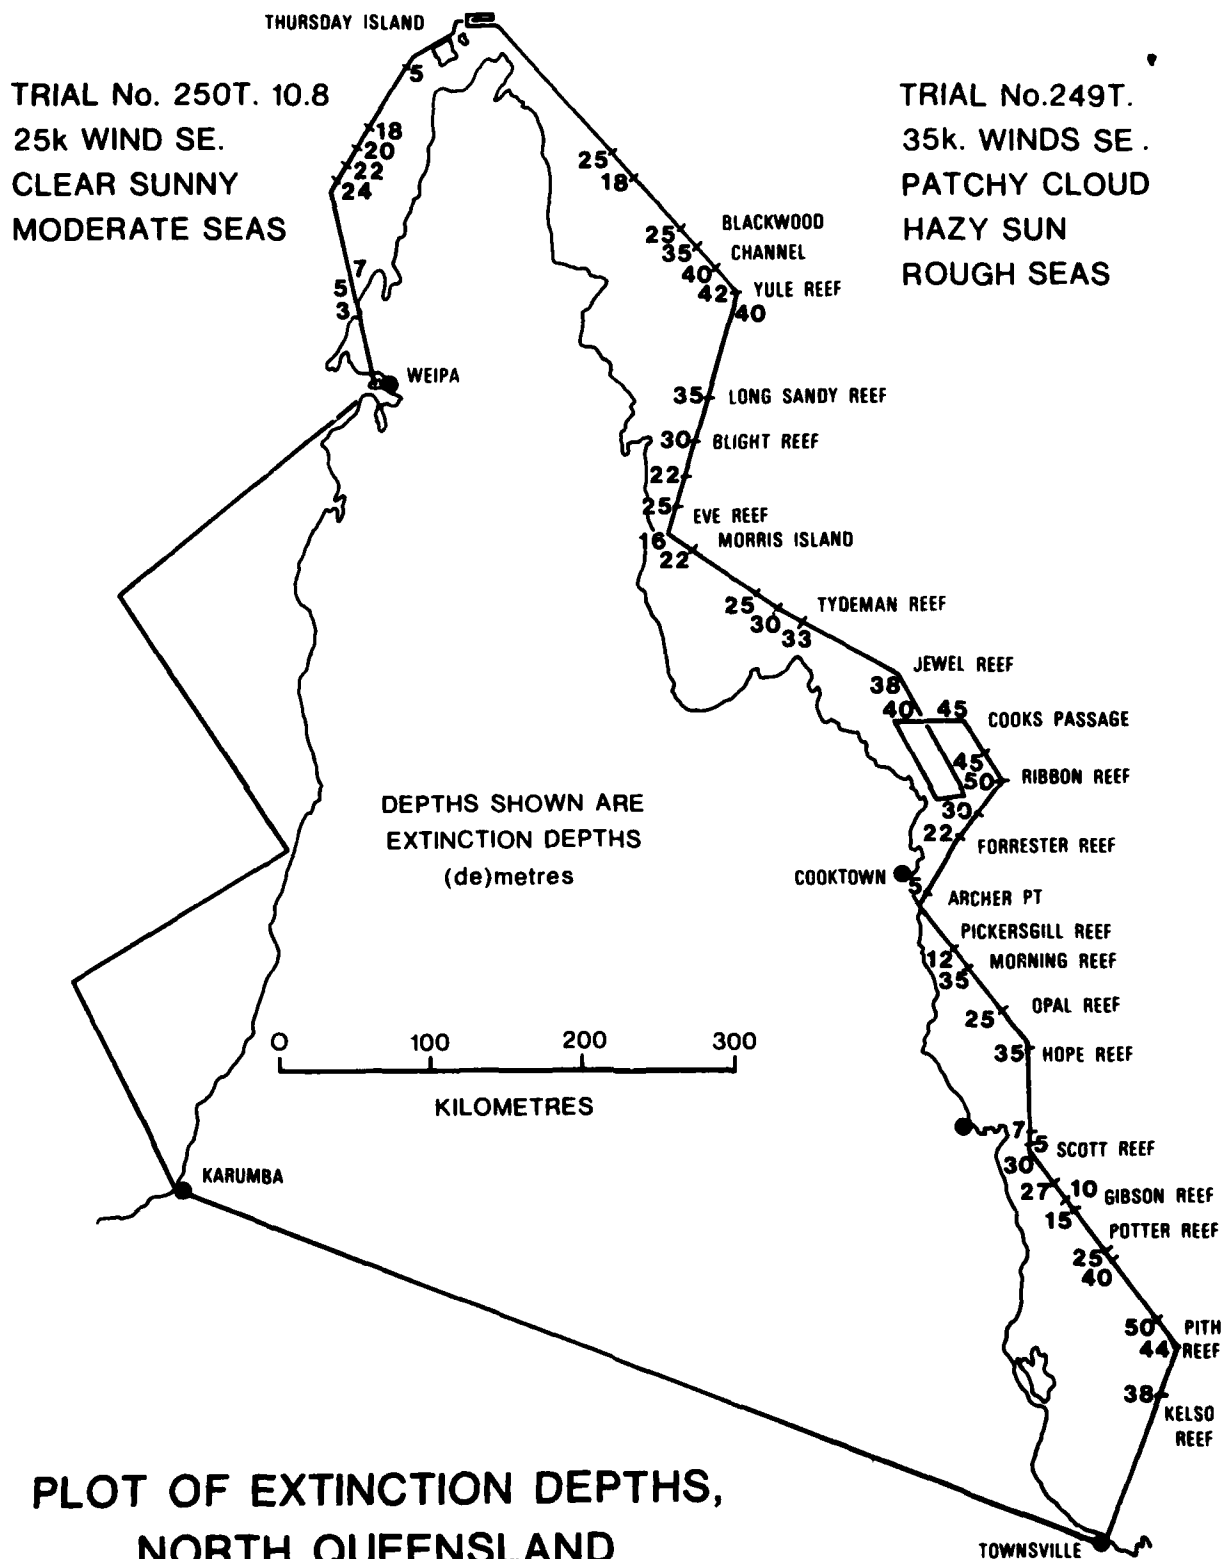 THURSDAY ISLAND
TRIAL No. 250T. 10.8
25k WIND SE.
CLEAR SUNNY
MODERATE SEAS
TRIAL No.249T.
35k. WINDS SE.
PATCHY CLOUD
HAZY SUN
ROUGH SEAS
5
18
20
22
24
7
5
3
WEIPA
25
18
25
BLACKWOOD
35
CHANNEL
40
42
YULE REEF
40
35
LONG SANDY REEF
30
BLIGHT REEF
22
25
EVE REEF
16
MORRIS ISLAND
22
25
TYDEMAN REEF
30
33
JEWEL REEF
38
40
45
COOKS PASSAGE
45
50
RIBBON REEF
30
22
FORRESTER REEF
DEPTHS SHOWN ARE
EXTINCTION DEPTHS
(de)metres
COOKTOWN
5
ARCHER PT
PICKERSGILL REEF
12
MORNING REEF
35
OPAL REEF
25
35
HOPE REEF
0 100 200 300
KILOMETRES
7
5
SCOTT REEF
30
27
10
GIBSON REEF
15
POTTER REEF
25
40
KARUMBA
50
PITH
44
REEF
38
KELSO
REEF
PLOT OF EXTINCTION DEPTHS,
NORTH QUEENSLAND
TOWNSVILLE